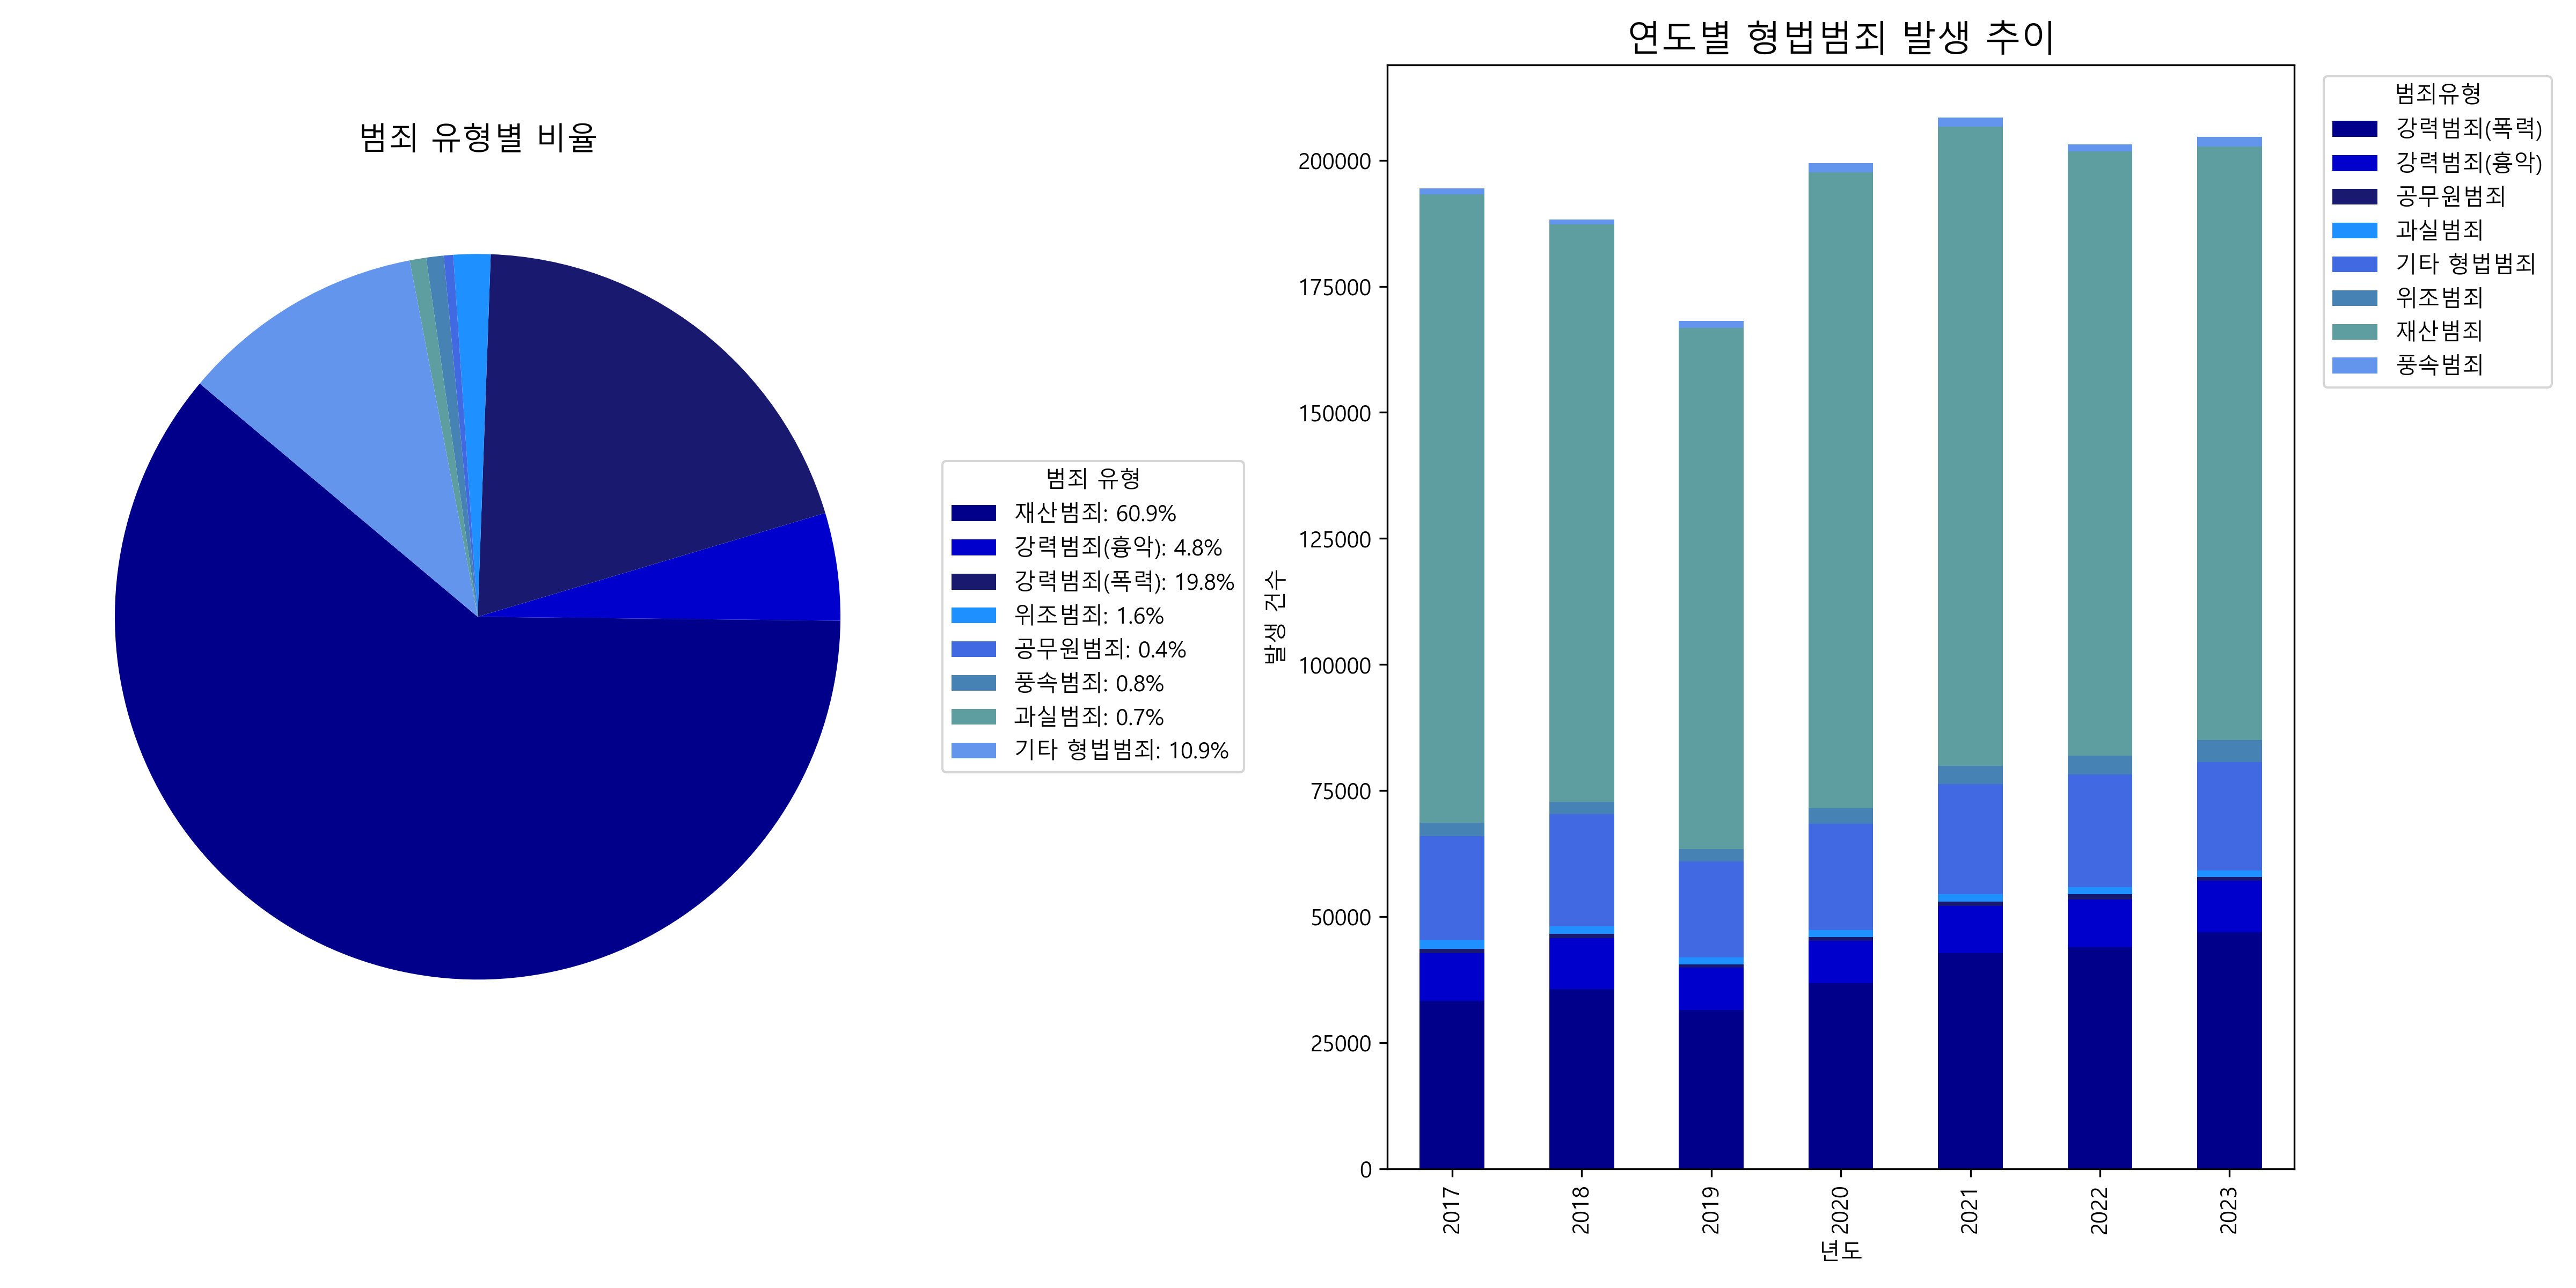 범죄 유형별 비율
범죄 유형
재산범죄: 60.9%
강력범죄(흉악): 4.8%
강력범죄(폭력): 19.8%
위조범죄: 1.6%
공무원범죄: 0.4%
풍속범죄: 0.8%
과실범죄: 0.7%
기타 형법범죄: 10.9%
연도별 형법범죄 발생 추이
발생 건수
200000
175000
150000
125000
100000
75000
50000
25000
0
2017
2018
2019
2020
2021
2022
2023
년도
범죄유형
강력범죄(폭력)
강력범죄(흉악)
공무원범죄
과실범죄
기타 형법범죄
위조범죄
재산범죄
풍속범죄